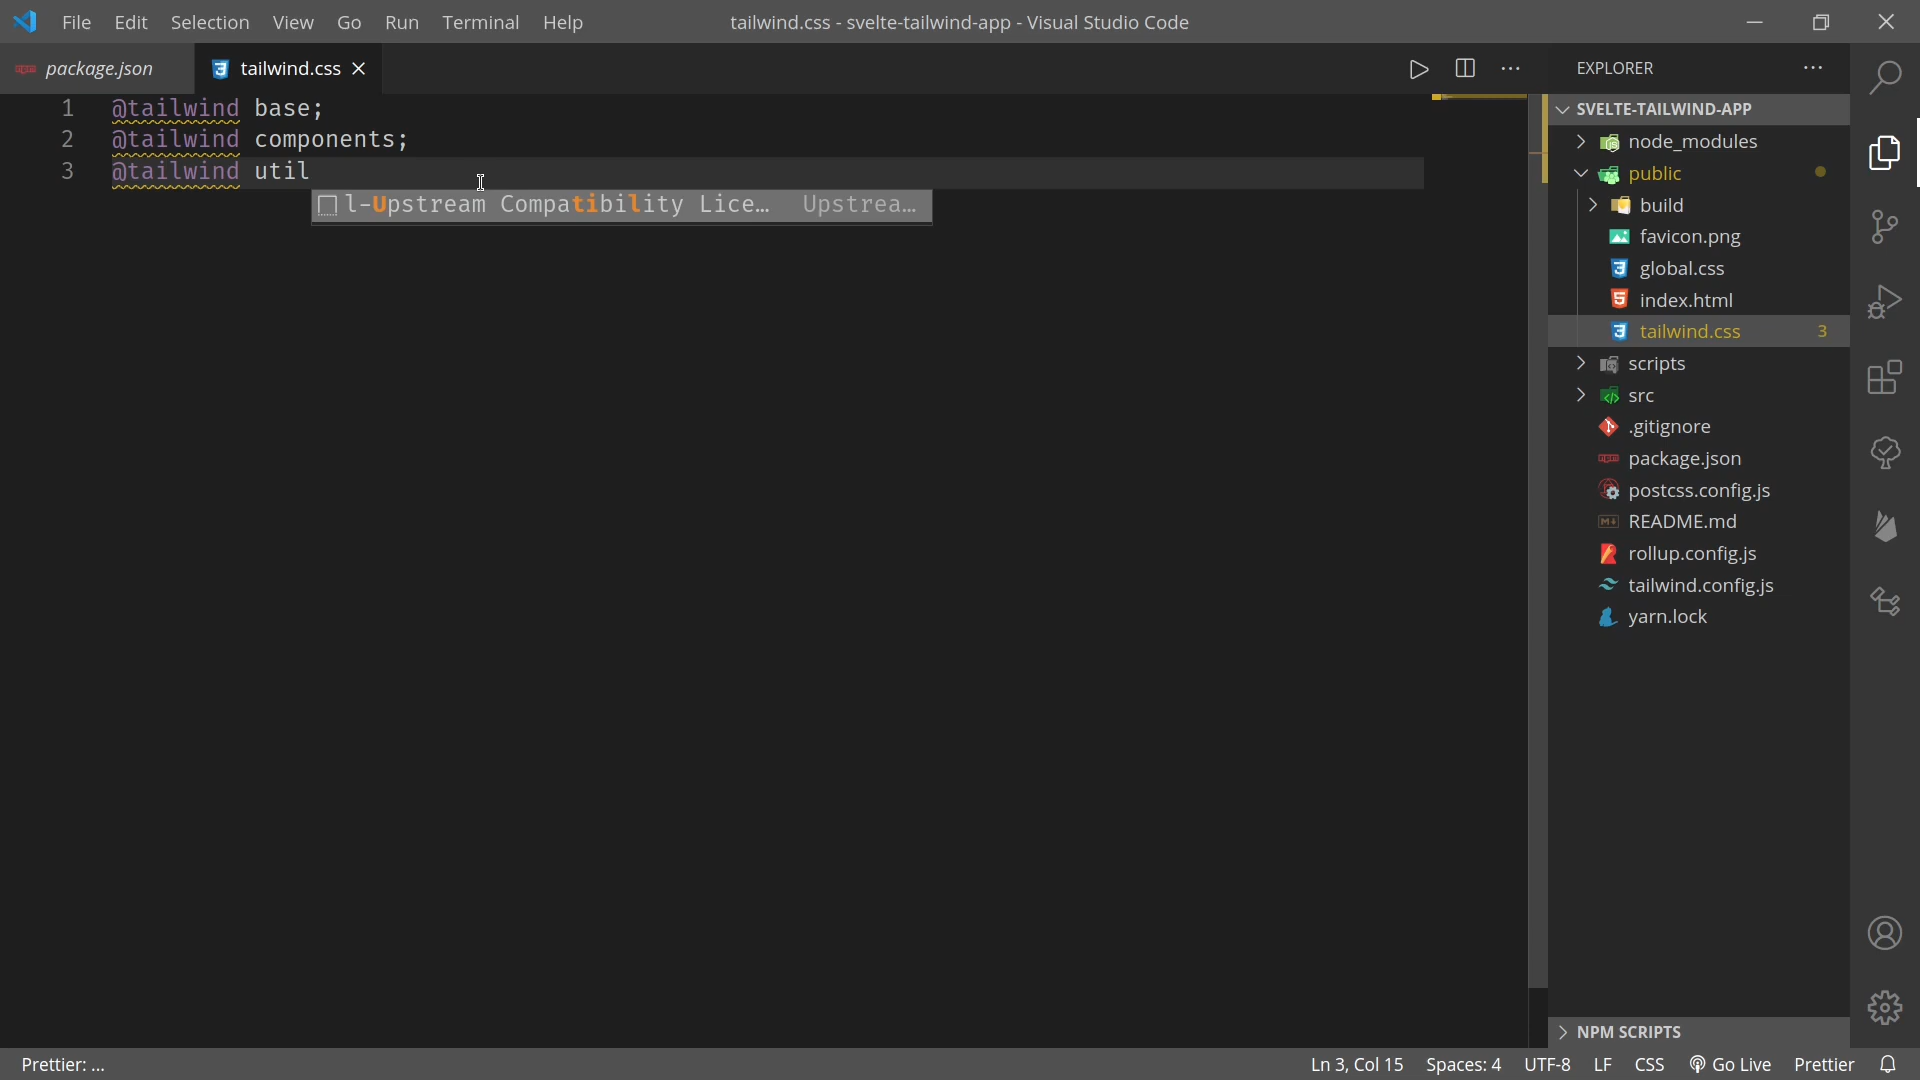 File Edit Selection View Go Run Terminal Help
tailwind.css - svelte-tailwind-app - Visual Studio Code
package.json
tailwind.css
1 @tailwind base;
2 @tailwind components;
3 @tailwind util
l-Upstream Compatibility Lice… Upstrea…
EXPLORER
SVELTE-TAILWIND-APP
node_modules
public
build
favicon.png
global.css
index.html
tailwind.css 3
scripts
src
.gitignore
package.json
postcss.config.js
README.md
rollup.config.js
tailwind.config.js
yarn.lock
NPM SCRIPTS
Prettier: ...
Ln 3, Col 15 Spaces: 4 UTF-8 LF CSS Go Live Prettier